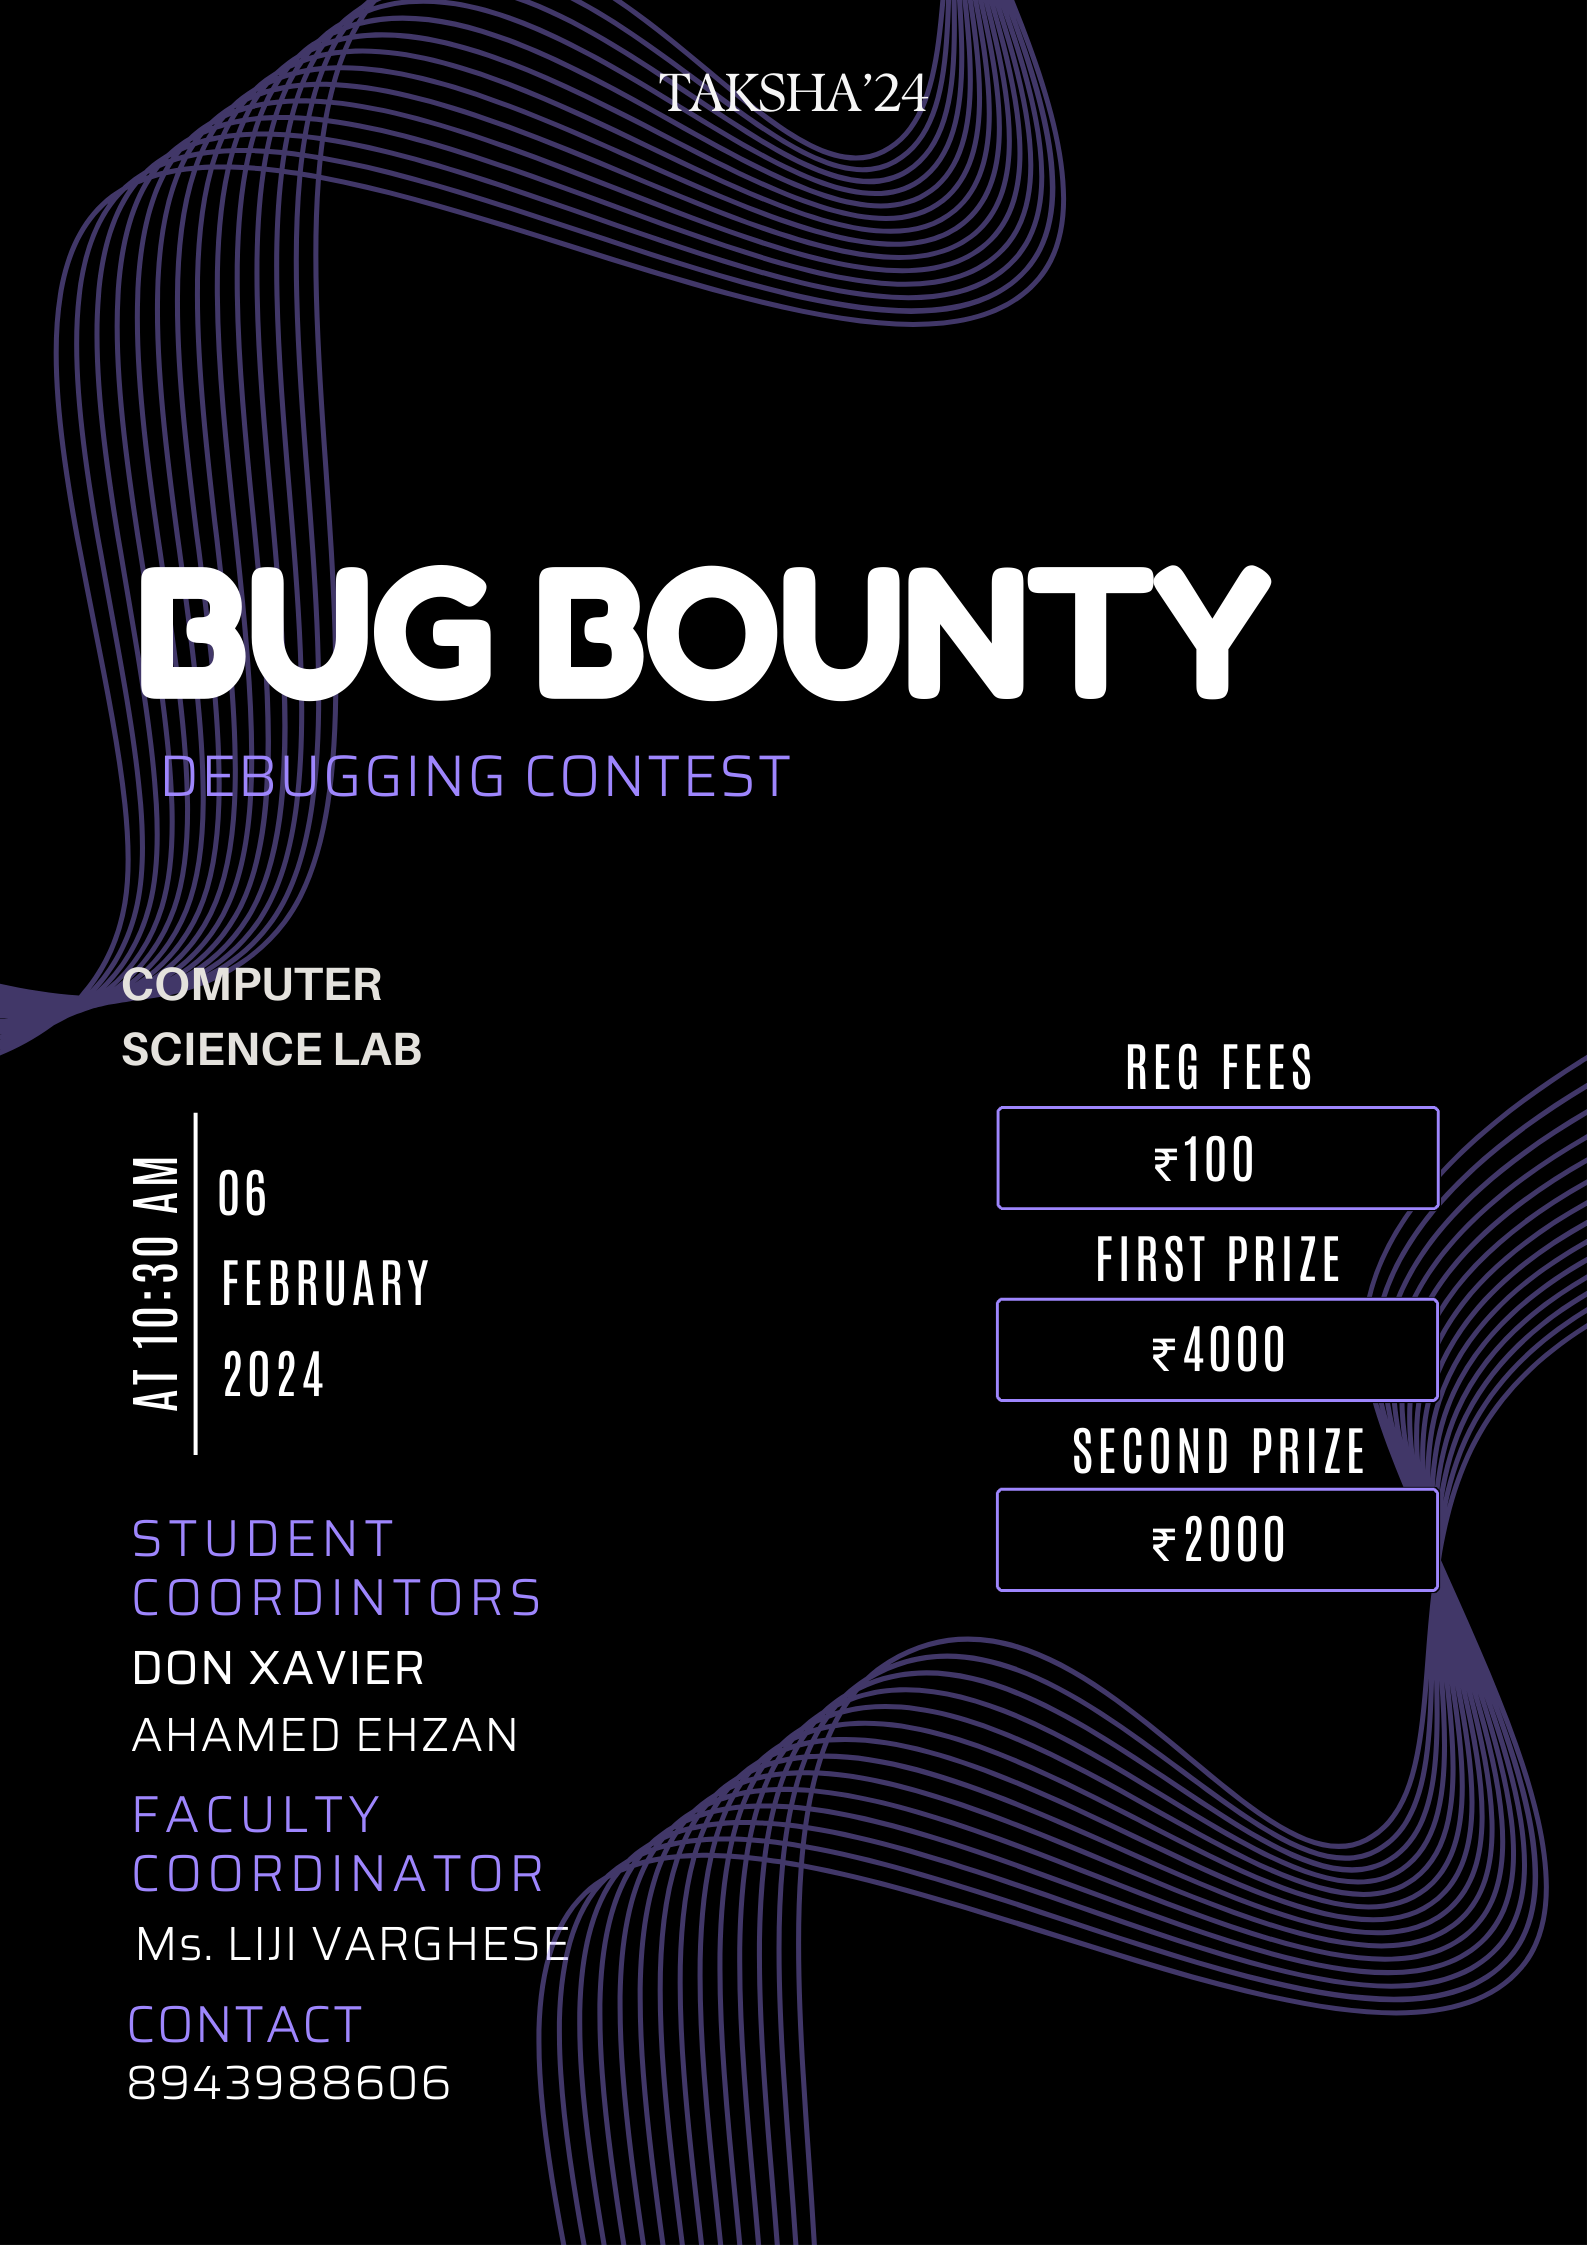 TAKSHA’24
BUG BOUNTY
DEBUGGING CONTEST
COMPUTER
SCIENCE LAB
AT 10:30 AM
06
FEBRUARY
2024
REG FEES
₹100
FIRST PRIZE
₹4000
SECOND PRIZE
₹2000
STUDENT
COORDINTORS
DON XAVIER
AHAMED EHZAN
FACULTY
COORDINATOR
Ms. LIJI VARGHESE
CONTACT
8943988606